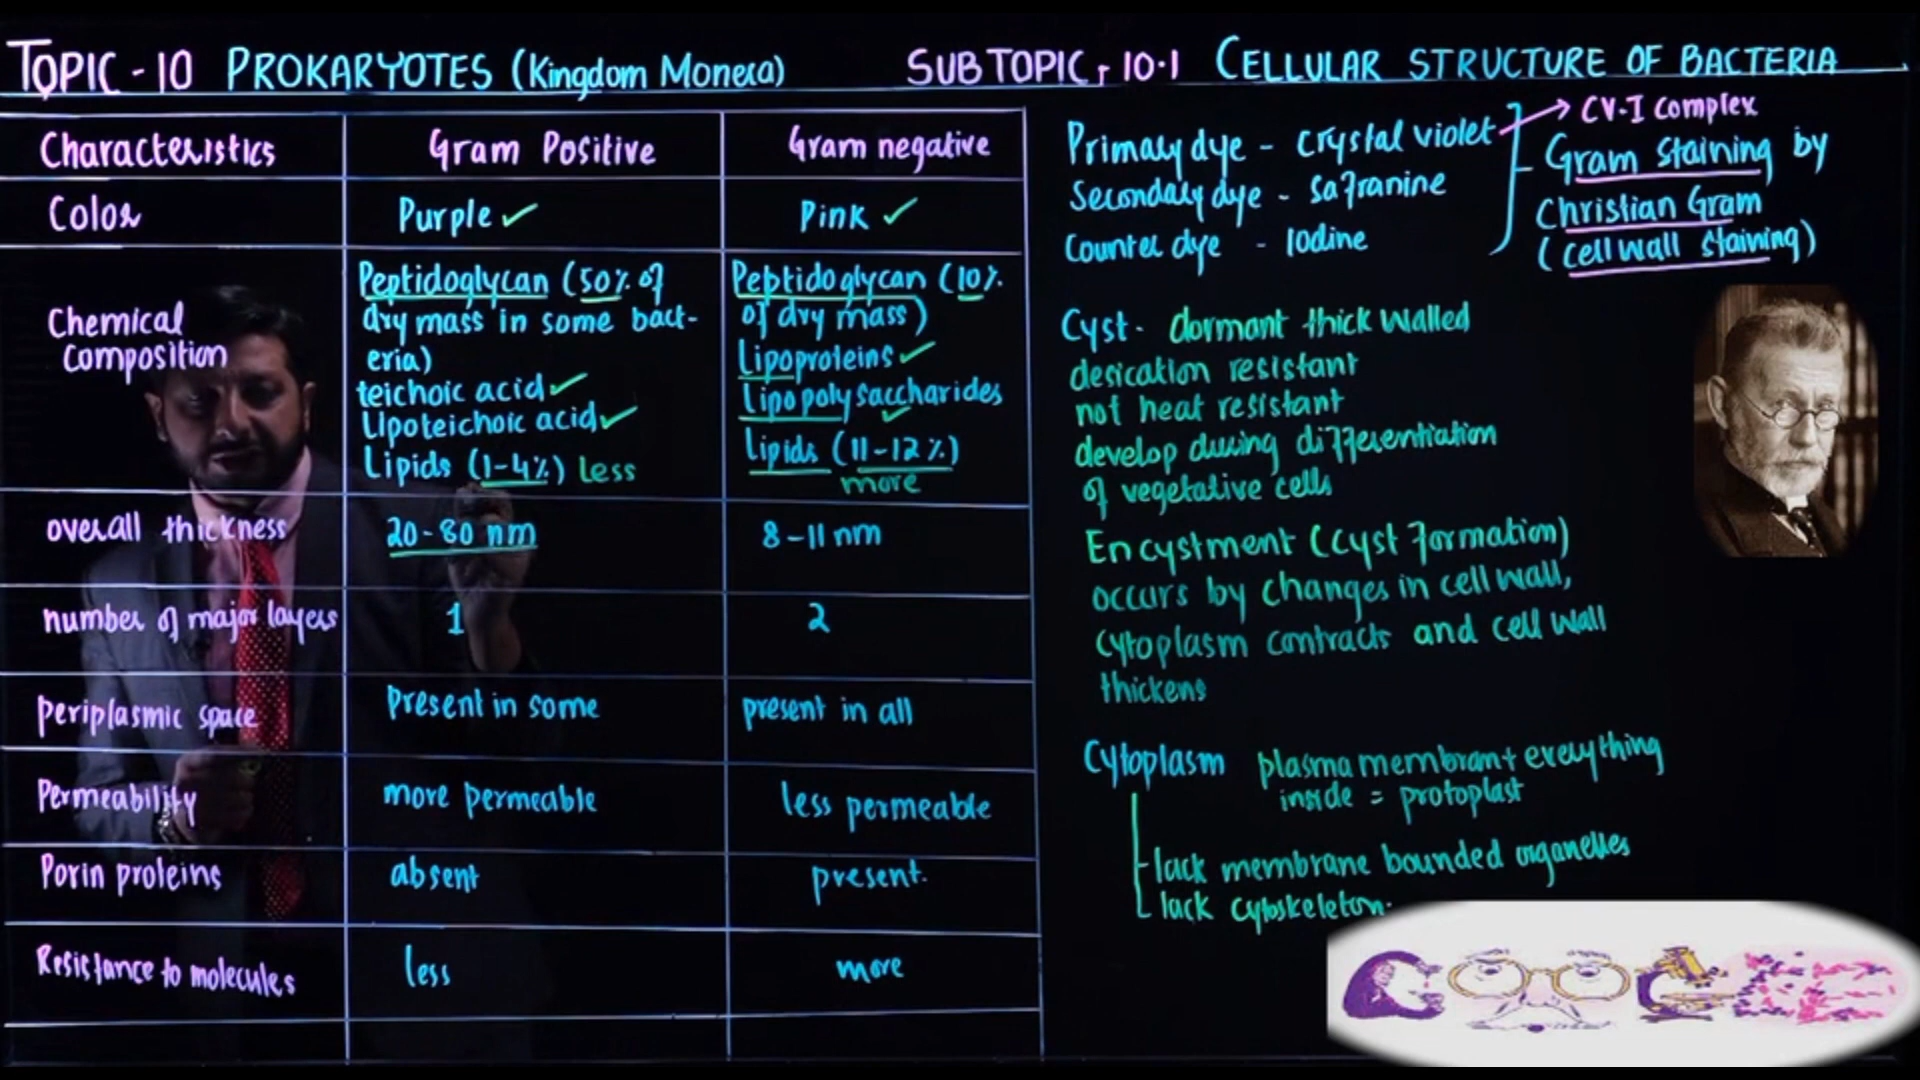 TOPIC - 10 PROKARYOTES (Kingdom Monera) SUBTOPIC - 10.1 CELLULAR STRUCTURE OF BACTERIA
Characteristics Gram Positive Gram negative
Color Purple ✓ Pink ✓
Chemical Composition
Peptidoglycan (50% of
dry mass in some bact-
eria)
teichoic acid ✓
Lipoteichoic acid ✓
Lipids (1-4%) Less
Peptidoglycan (10%
of dry mass)
Lipoproteins ✓
Lipopolysaccharides ✓
Lipids (11-12%)
more
overall thickness 20-80 nm 8-11 nm
number of major layers 1 2
periplasmic space Present in some present in all
Permeability more permeable less permeable
Porin proteins absent present.
Resistance to molecules less more
Primary dye - crystal violet → CV-I complex
Secondary dye - safranine
Counter dye - Iodine
Gram staining by
Christian Gram
(cell wall staining)
Cyst - dormant thick walled
desication resistant
not heat resistant
develop during differentiation
of vegetative cells
Encystment (cyst formation)
occurs by changes in cell wall,
cytoplasm contracts and cell wall
thickens
Cytoplasm plasma membran + everything
inside = protoplast
lack membrane bounded organelles
lack cytoskeleton.